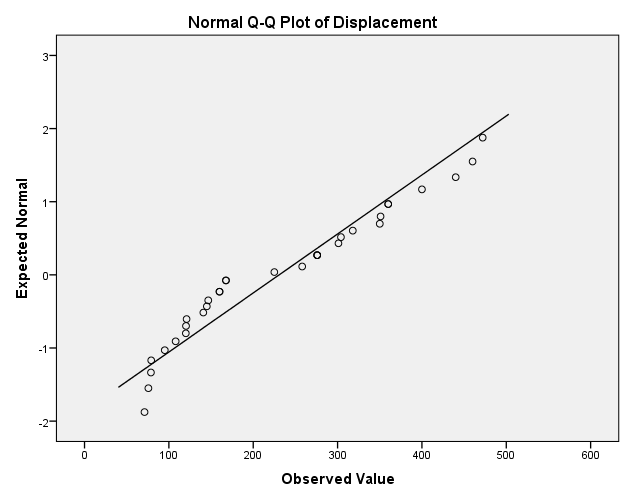 Normal Q-Q Plot of Displacement
Expected Normal
3
2
1
0
-1
-2
0 100 200 300 400 500 600
Observed Value